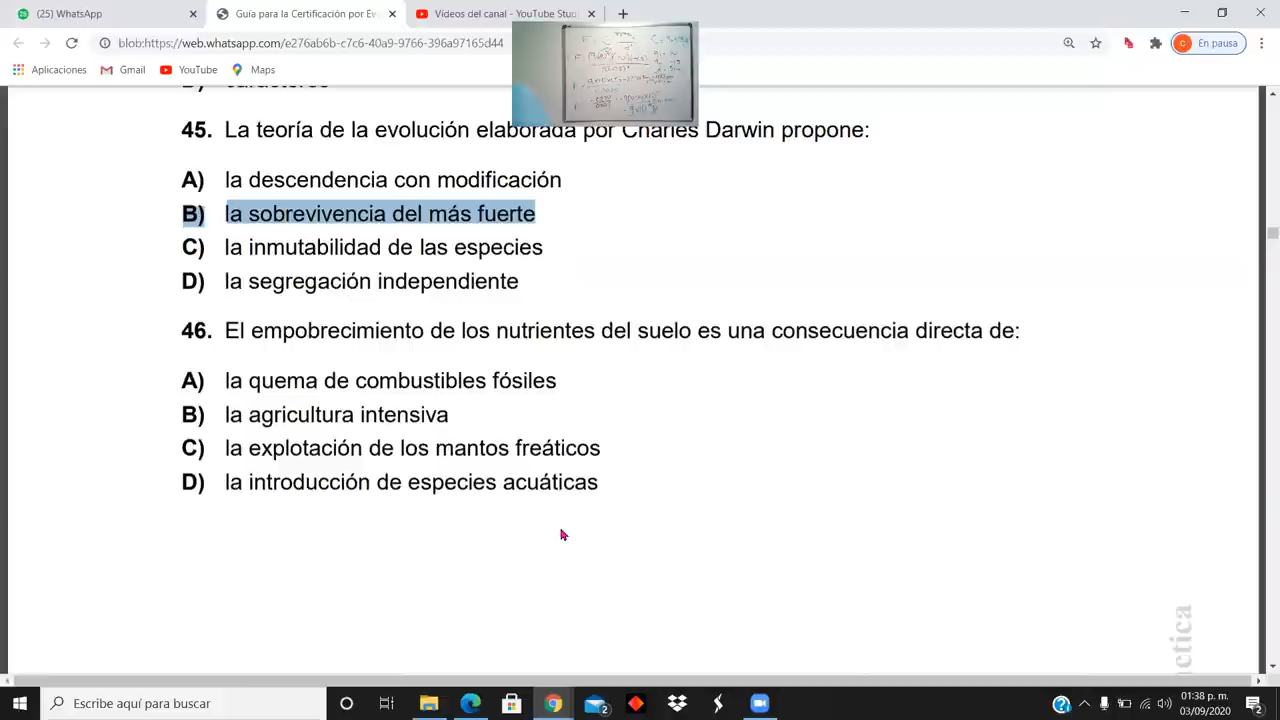 (25) WhatsApp
Guía para la Certificación por Ev
Vídeos del canal - YouTube Stud
blob:https://web.whatsapp.com/e276ab6b-c7c6-40a9-9766-396a97165d44
En pausa
Aplicaciones
Gmail
YouTube
Maps
45. La teoría de la evolución elaborada por Charles Darwin propone:
A) la descendencia con modificación
B) la sobrevivencia del más fuerte
C) la inmutabilidad de las especies
D) la segregación independiente
46. El empobrecimiento de los nutrientes del suelo es una consecuencia directa de:
A) la quema de combustibles fósiles
B) la agricultura intensiva
C) la explotación de los mantos freáticos
D) la introducción de especies acuáticas
Escribe aquí para buscar
01:38 p. m.
03/09/2020